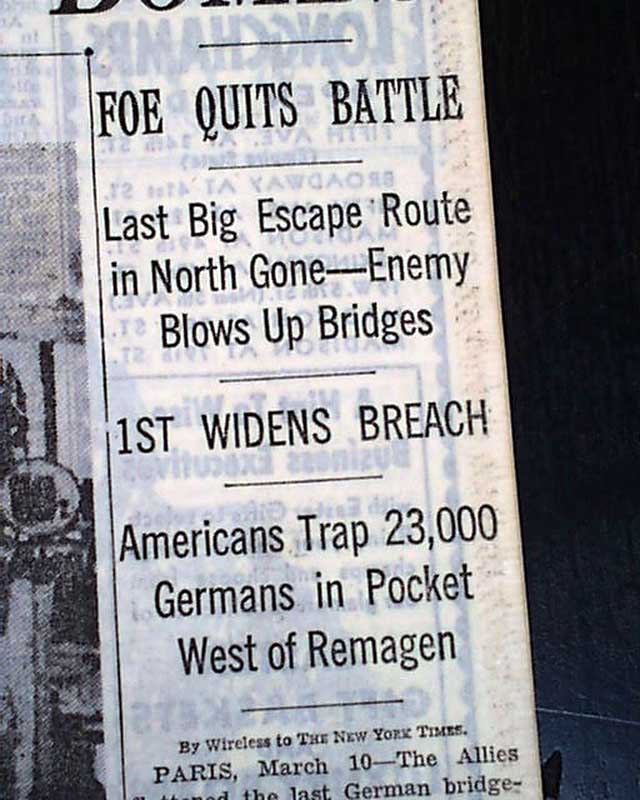 FOE QUITS BATTLE
Last Big Escape Route
in North Gone—Enemy
Blows Up Bridges
1ST WIDENS BREACH
Americans Trap 23,000
Germans in Pocket
West of Remagen
By Wireless to THE NEW YORK TIMES.
PARIS, March 10—The Allies
the last German bridge-